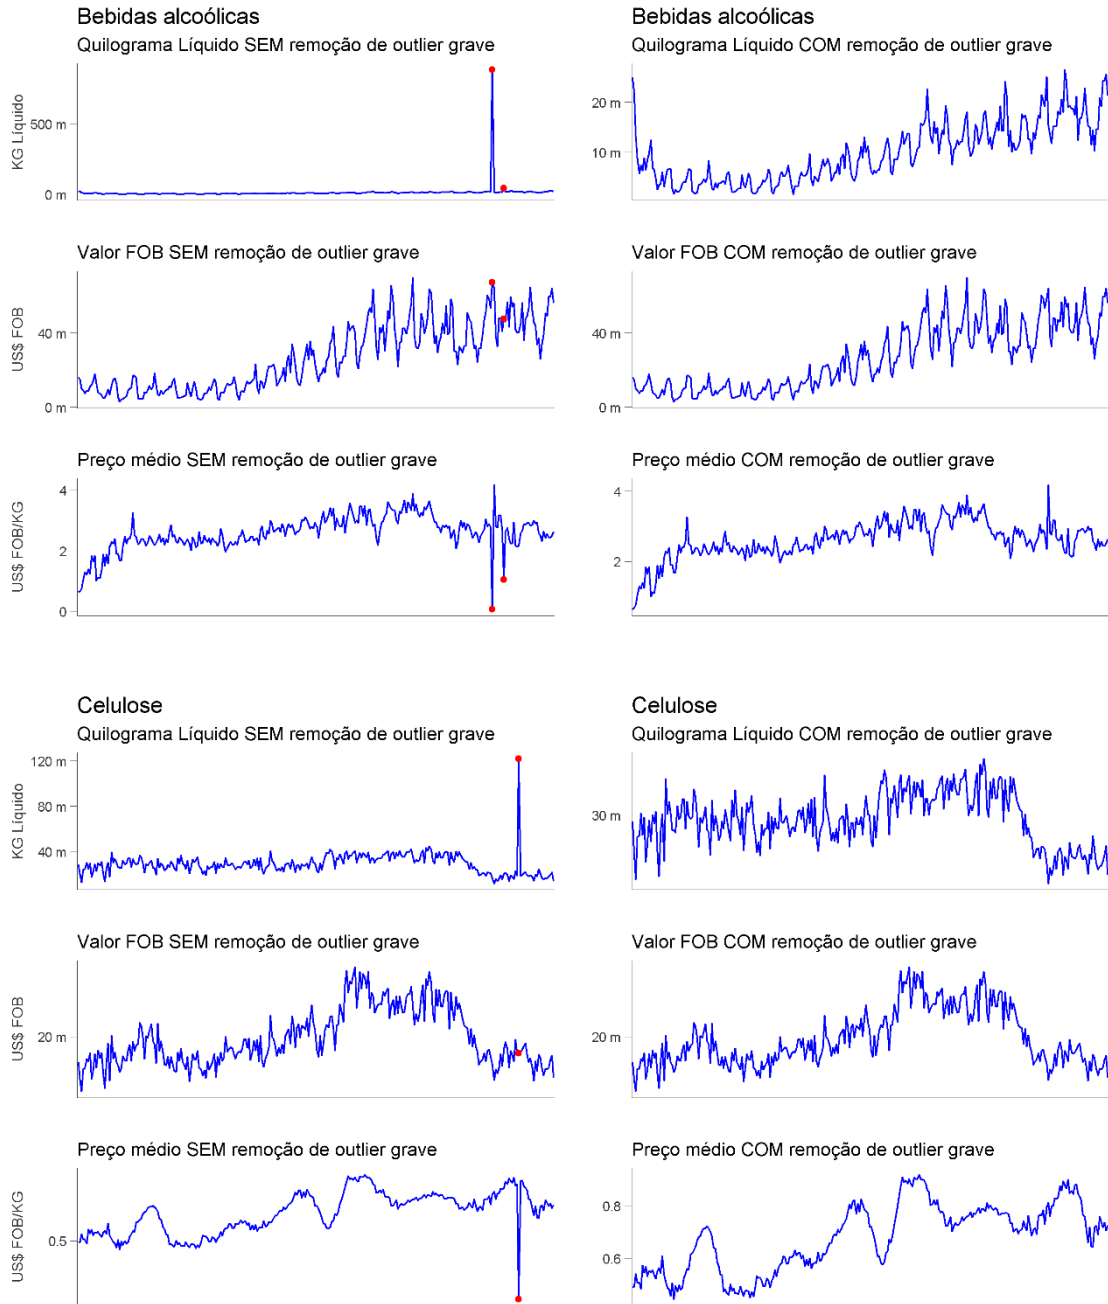 Bebidas alcoólicas
Quilograma Líquido SEM remoção de outlier grave
KG Líquido
500 m
0 m
Bebidas alcoólicas
Quilograma Líquido COM remoção de outlier grave
20 m
10 m
Valor FOB SEM remoção de outlier grave
US$ FOB
40 m
0 m
Valor FOB COM remoção de outlier grave
40 m
0 m
Preço médio SEM remoção de outlier grave
US$ FOB/KG
4
2
0
Preço médio COM remoção de outlier grave
4
2
Celulose
Quilograma Líquido SEM remoção de outlier grave
KG Líquido
120 m
80 m
40 m
Celulose
Quilograma Líquido COM remoção de outlier grave
30 m
Valor FOB SEM remoção de outlier grave
US$ FOB
20 m
Valor FOB COM remoção de outlier grave
20 m
Preço médio SEM remoção de outlier grave
US$ FOB/KG
0.5
Preço médio COM remoção de outlier grave
0.8
0.6